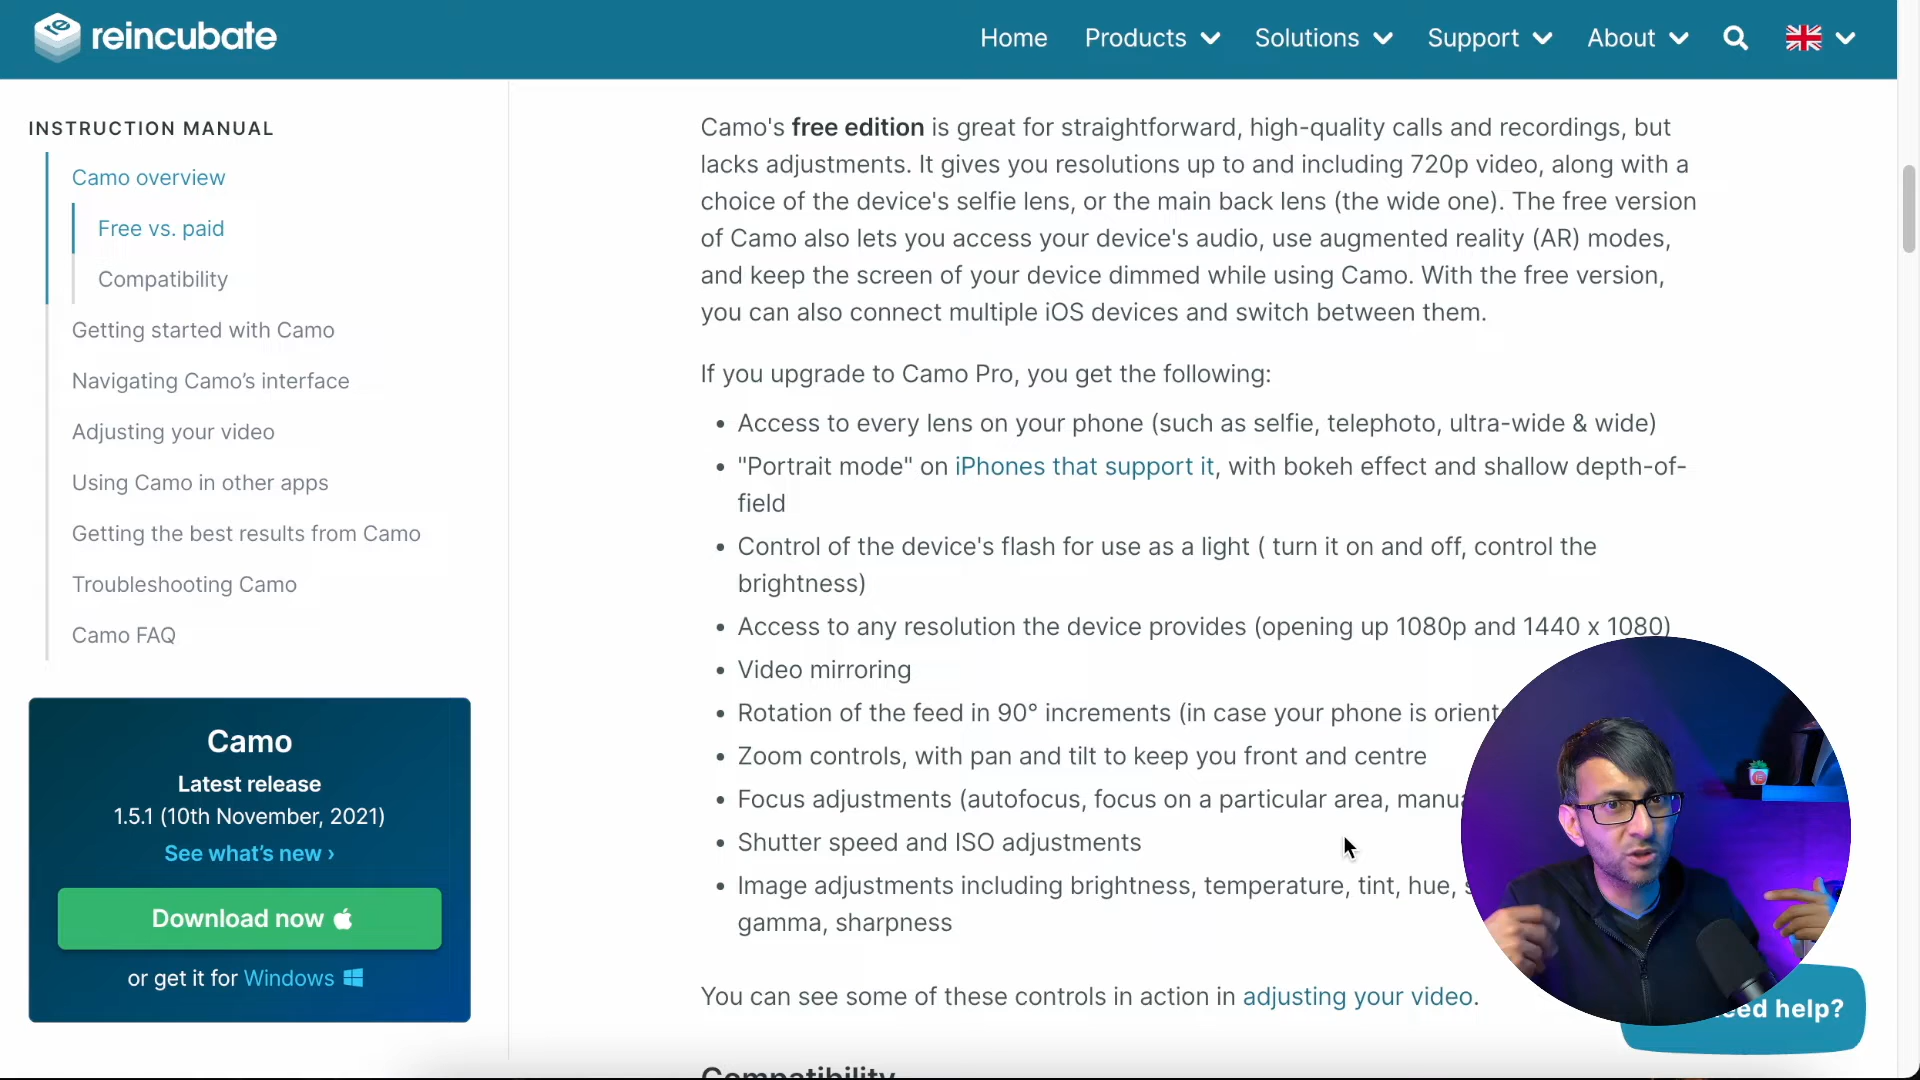 reincubate
Home Products Solutions Support About
INSTRUCTION MANUAL
Camo overview
Free vs. paid
Compatibility
Getting started with Camo
Navigating Camo’s interface
Adjusting your video
Using Camo in other apps
Getting the best results from Camo
Troubleshooting Camo
Camo FAQ
Camo
Latest release
1.5.1 (10th November, 2021)
See what’s new ›
Download now
or get it for Windows
Camo's free edition is great for straightforward, high-quality calls and recordings, but
lacks adjustments. It gives you resolutions up to and including 720p video, along with a
choice of the device's selfie lens, or the main back lens (the wide one). The free version
of Camo also lets you access your device's audio, use augmented reality (AR) modes,
and keep the screen of your device dimmed while using Camo. With the free version,
you can also connect multiple iOS devices and switch between them.
If you upgrade to Camo Pro, you get the following:
• Access to every lens on your phone (such as selfie, telephoto, ultra-wide & wide)
• "Portrait mode" on iPhones that support it, with bokeh effect and shallow depth-of-
field
• Control of the device's flash for use as a light ( turn it on and off, control the
brightness)
• Access to any resolution the device provides (opening up 1080p and 1440 x 1080)
• Video mirroring
• Rotation of the feed in 90° increments (in case your phone is
• Zoom controls, with pan and tilt to keep you front and centre
• Focus adjustments (autofocus, focus on a particular area,
• Shutter speed and ISO adjustments
• Image adjustments including brightness, temperature, tint, hue,
gamma, sharpness
You can see some of these controls in action in adjusting your video.
help?
Compatibility